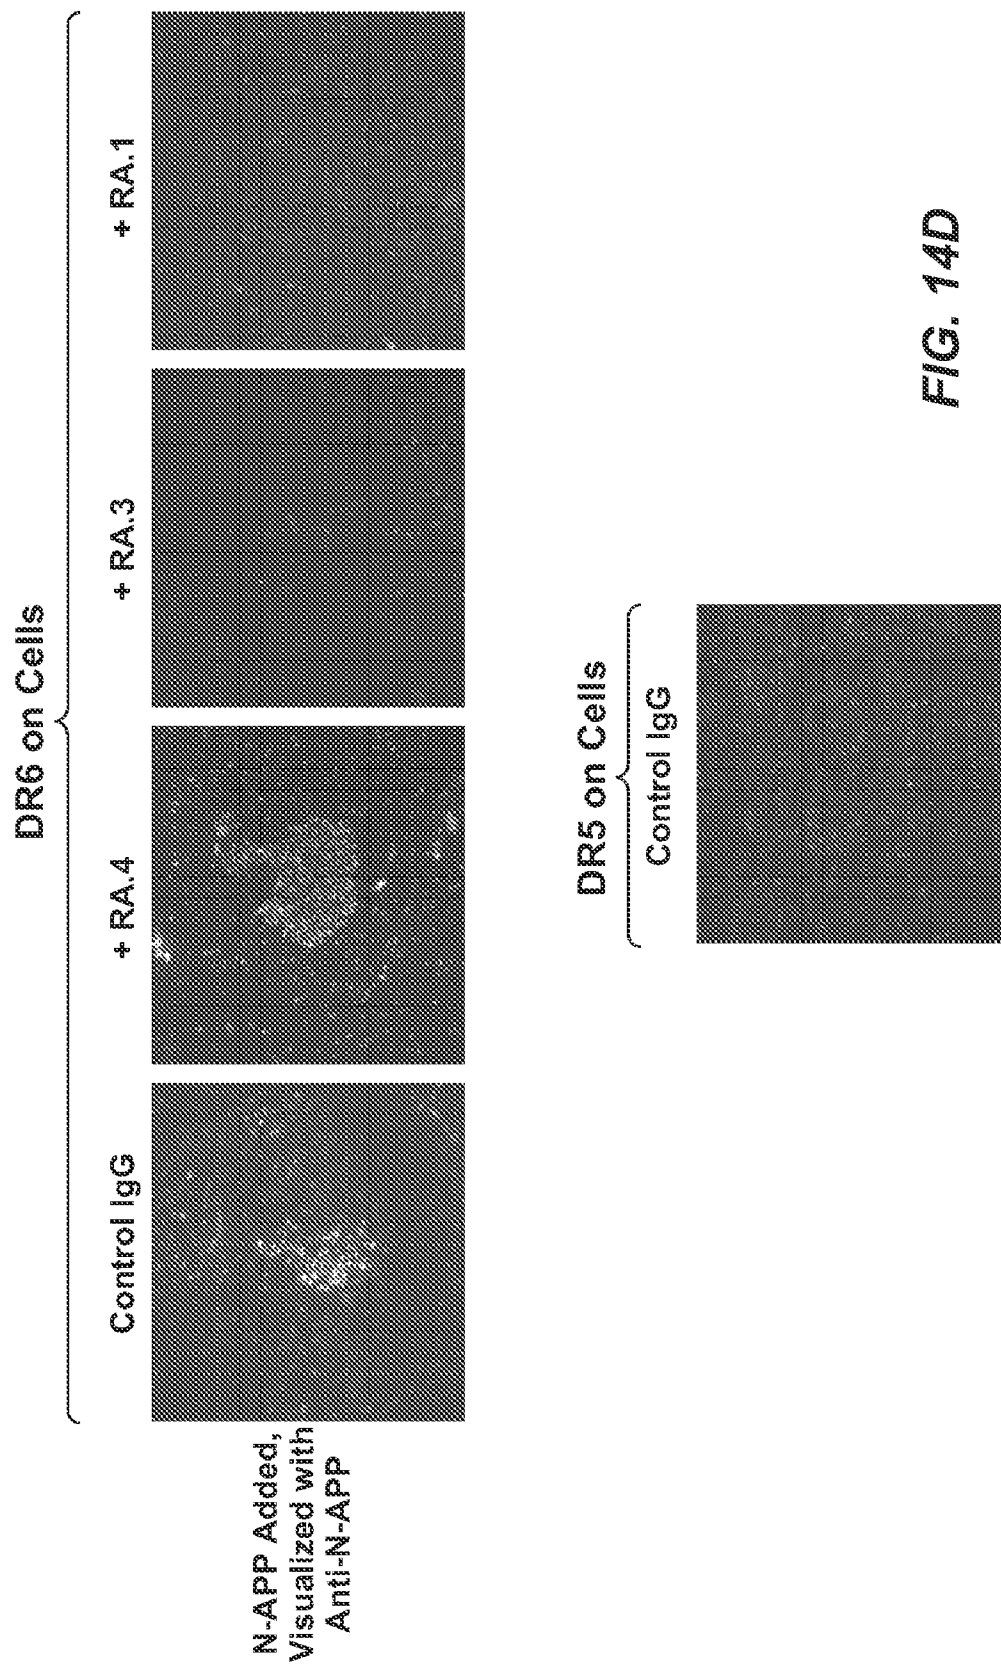 DR6 on Cells
Control IgG
+ RA.4
+ RA.3
+ RA.1
N-APP Added,
Visualized with
Anti-N-APP
DR5 on Cells
Control IgG
FIG. 14D